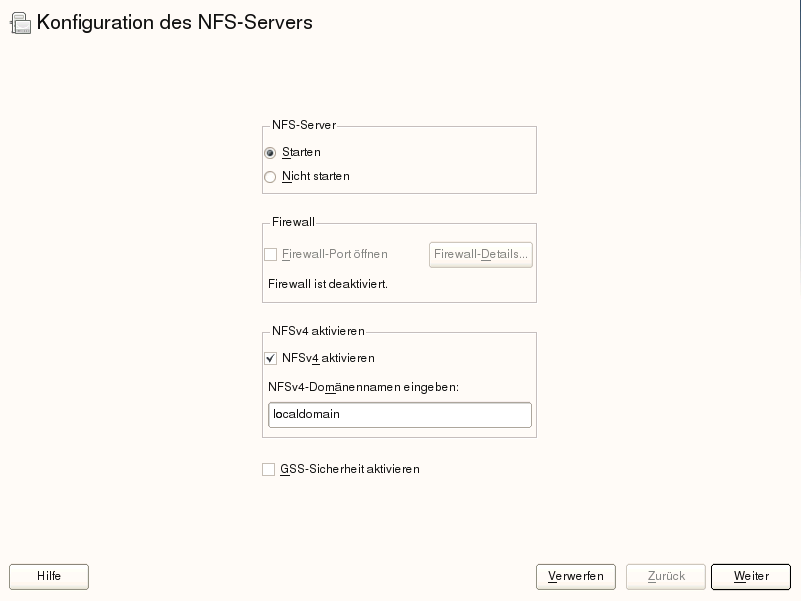 Konfiguration des NFS-Servers
NFS-Server
Starten
Nicht starten
Firewall
Firewall-Port öffnen
Firewall-Details...
Firewall ist deaktiviert.
NFSv4 aktivieren
NFSv4 aktivieren
NFSv4-Domänennamen eingeben:
localdomain
GSS-Sicherheit aktivieren
Hilfe
Verwerfen
Zurück
Weiter